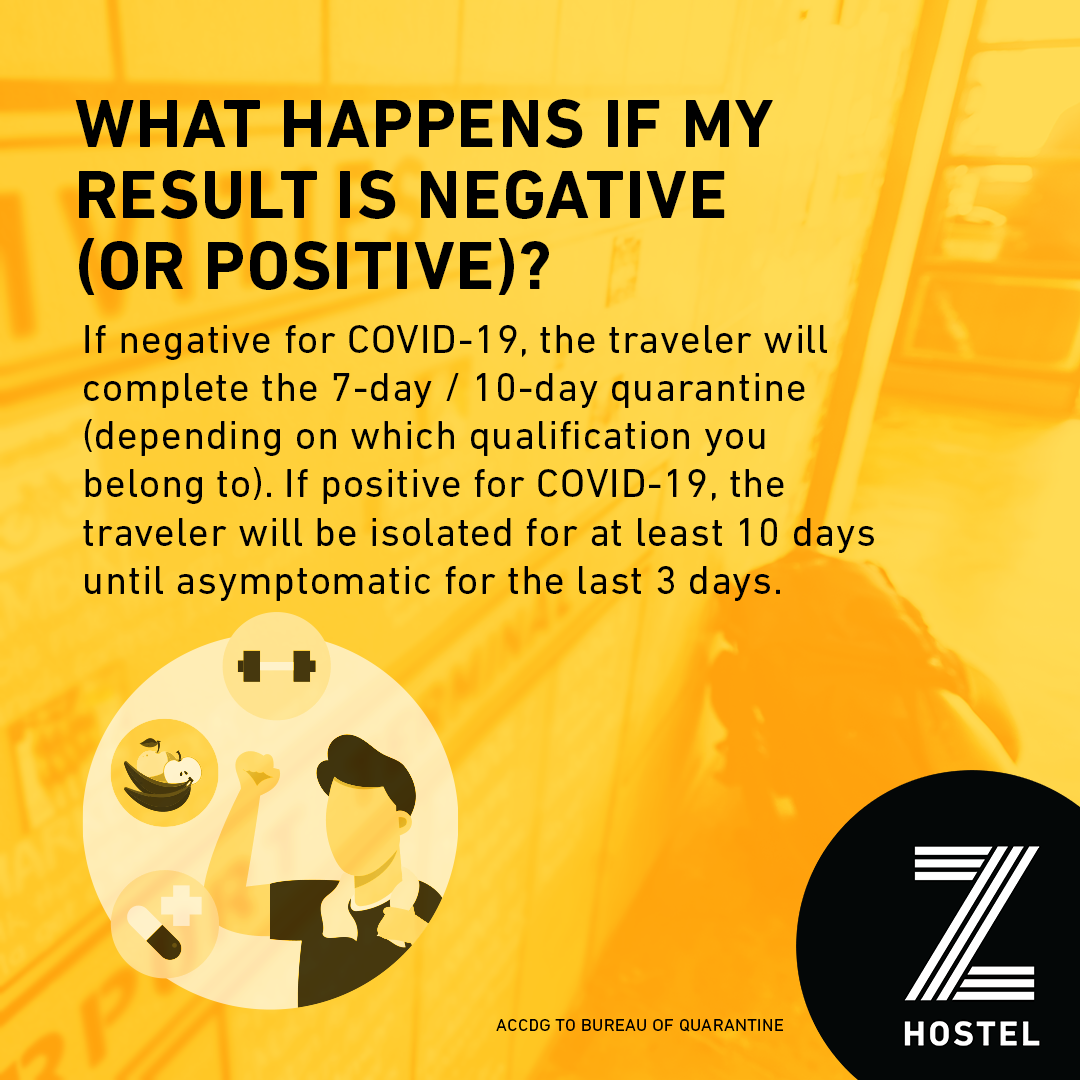 WHAT HAPPENS IF MY
RESULT IS NEGATIVE
(OR POSITIVE)?
If negative for COVID-19, the traveler will
complete the 7-day / 10-day quarantine
(depending on which qualification you
belong to). If positive for COVID-19, the
traveler will be isolated for at least 10 days
until asymptomatic for the last 3 days.
ACCDG TO BUREAU OF QUARANTINE
Z
HOSTEL